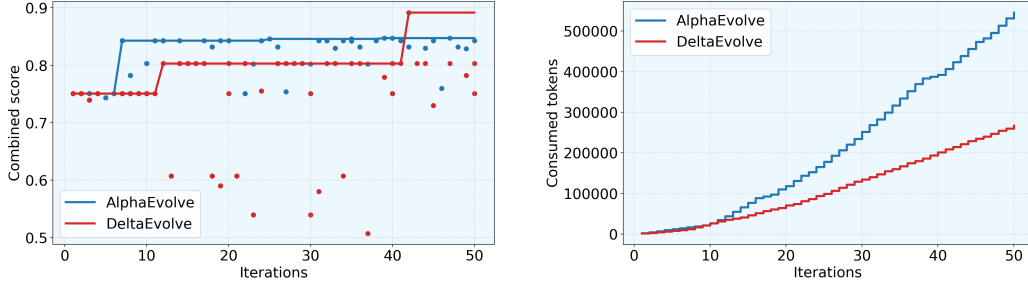 Combined score
0.9
0.8
0.7
0.6
0.5
AlphaEvolve
DeltaEvolve
0 10 20 30 40 50
Iterations
Consumed tokens
500000
400000
300000
200000
100000
0
AlphaEvolve
DeltaEvolve
0 10 20 30 40 50
Iterations